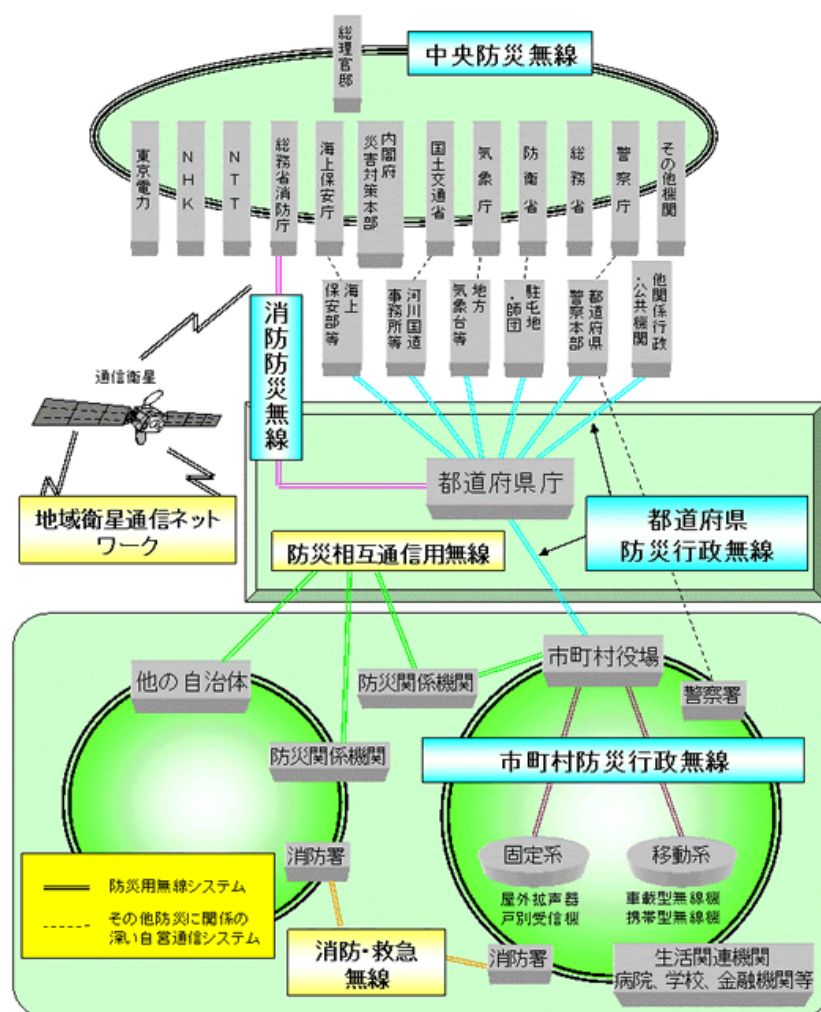 総理官邸
中央防災無線
東京電力
NHK
NTT
総務省消防庁
海上保安庁
内閣府
災害対策本部
国土交通省
気象庁
防衛省
総務省
警察庁
その他機関
海上
保安部等
河川国道
事務所等
地方
気象台等
駐屯地
・師団
都道府県
警察本部
他関係行政
・公共機関
消防防災無線
通信衛星
都道府県庁
地域衛星通信ネット
ワーク
都道府県
防災行政無線
防災相互通信用無線
市町村役場
他の自治体
防災関係機関
警察署
防災関係機関
市町村防災行政無線
消防署
固定系
移動系
防災用無線システム
屋外拡声器
戸別受信機
車載型無線機
携帯型無線機
その他防災に関係の
深い自営通信システム
消防・救急
無線
消防署
生活関連機関
病院、学校、金融機関等